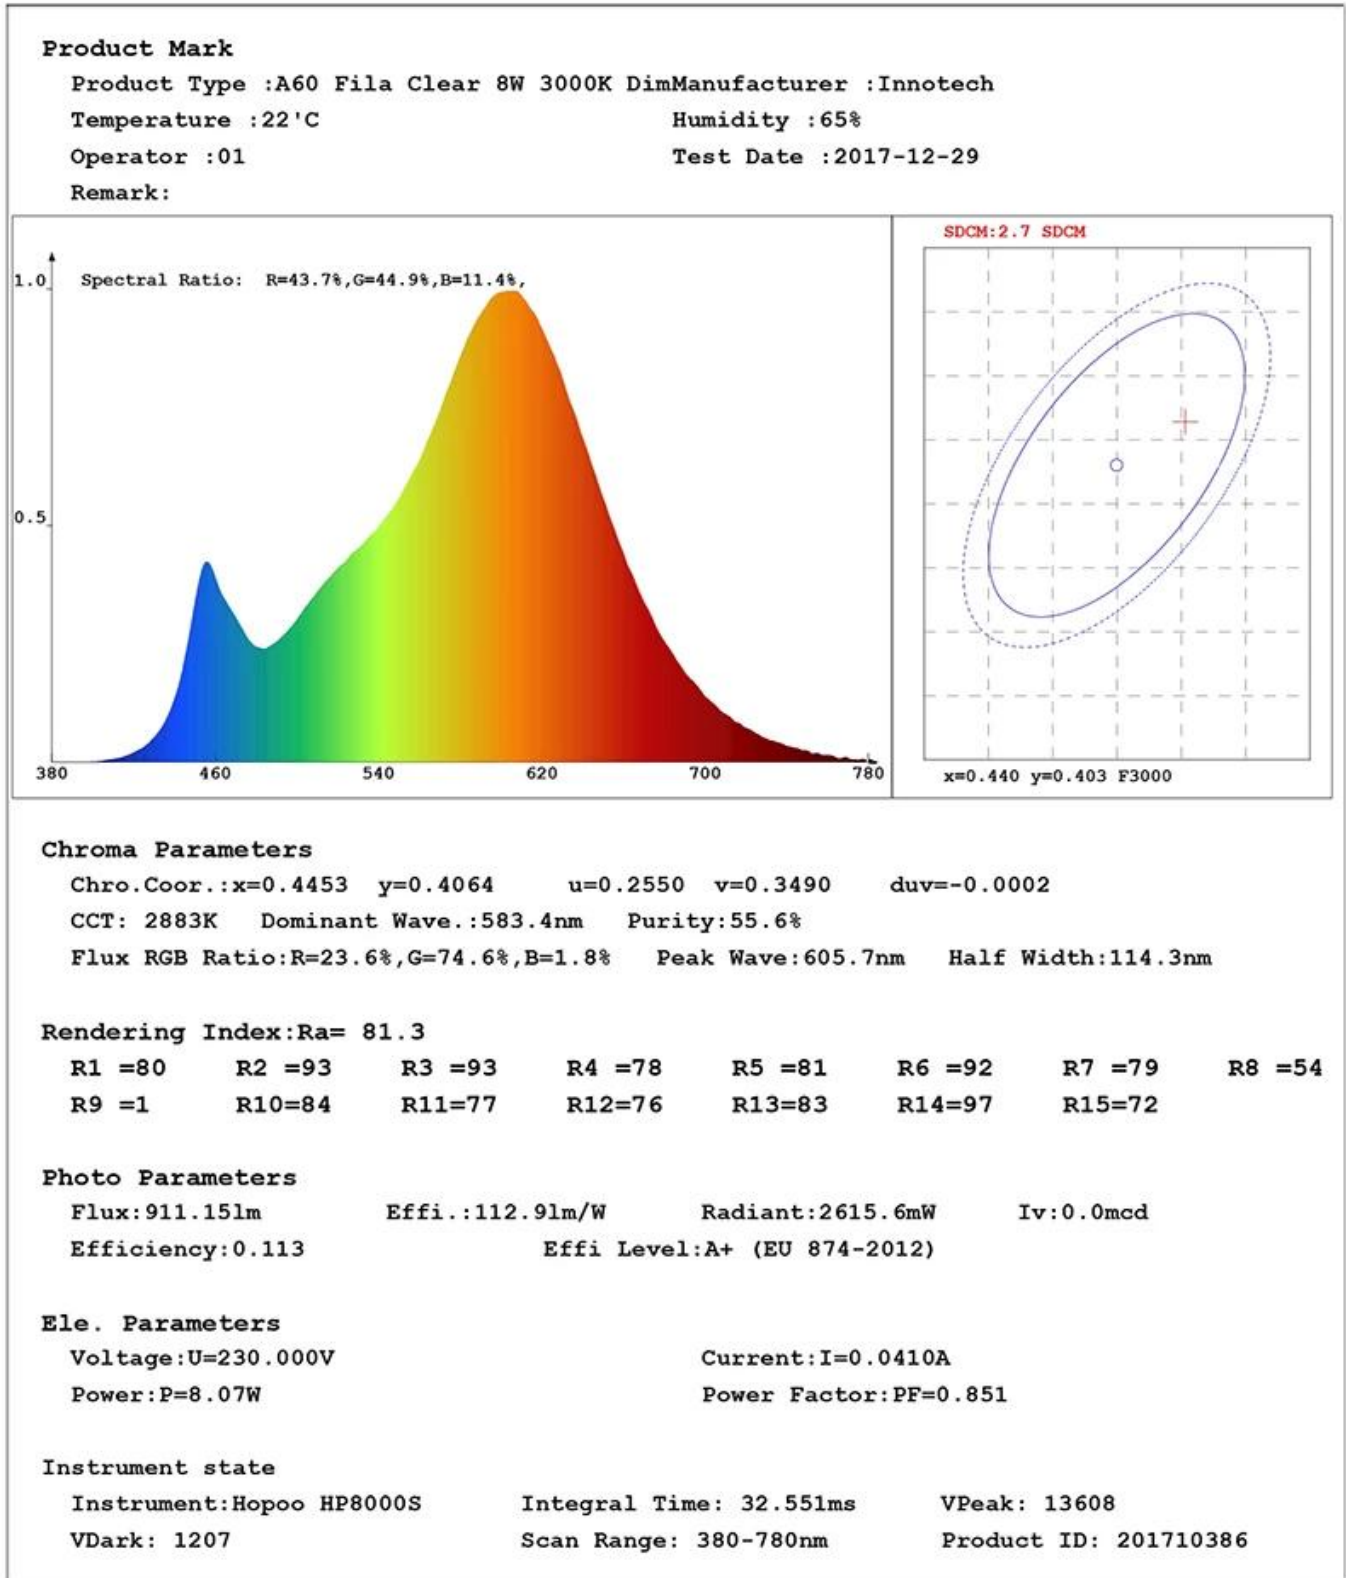 Product Mark
Product Type :A60 Fila Clear 8W 3000K DimManufacturer :Innotech
Temperature :22'C Humidity :65%
Operator :01 Test Date :2017-12-29
Remark:
SDCM:2.7 SDCM
1.0 Spectral Ratio: R=43.7%,G=44.9%,B=11.4%,
0.5
380 460 540 620 700 780
x=0.440 y=0.403 F3000
Chroma Parameters
Chro.Coor.:x=0.4453 y=0.4064 u=0.2550 v=0.3490 duv=-0.0002
CCT: 2883K Dominant Wave.:583.4nm Purity:55.6%
Flux RGB Ratio:R=23.6%,G=74.6%,B=1.8% Peak Wave:605.7nm Half Width:114.3nm
Rendering Index:Ra= 81.3
R1 =80 R2 =93 R3 =93 R4 =78 R5 =81 R6 =92 R7 =79 R8 =54
R9 =1 R10=84 R11=77 R12=76 R13=83 R14=97 R15=72
Photo Parameters
Flux:911.15lm Effi.:112.9lm/W Radiant:2615.6mW Iv:0.0mcd
Efficiency:0.113 Effi Level:A+ (EU 874-2012)
Ele. Parameters
Voltage:U=230.000V Current:I=0.0410A
Power:P=8.07W Power Factor:PF=0.851
Instrument state
Instrument:Hopoo HP8000S Integral Time: 32.551ms VPeak: 13608
VDark: 1207 Scan Range: 380-780nm Product ID: 201710386